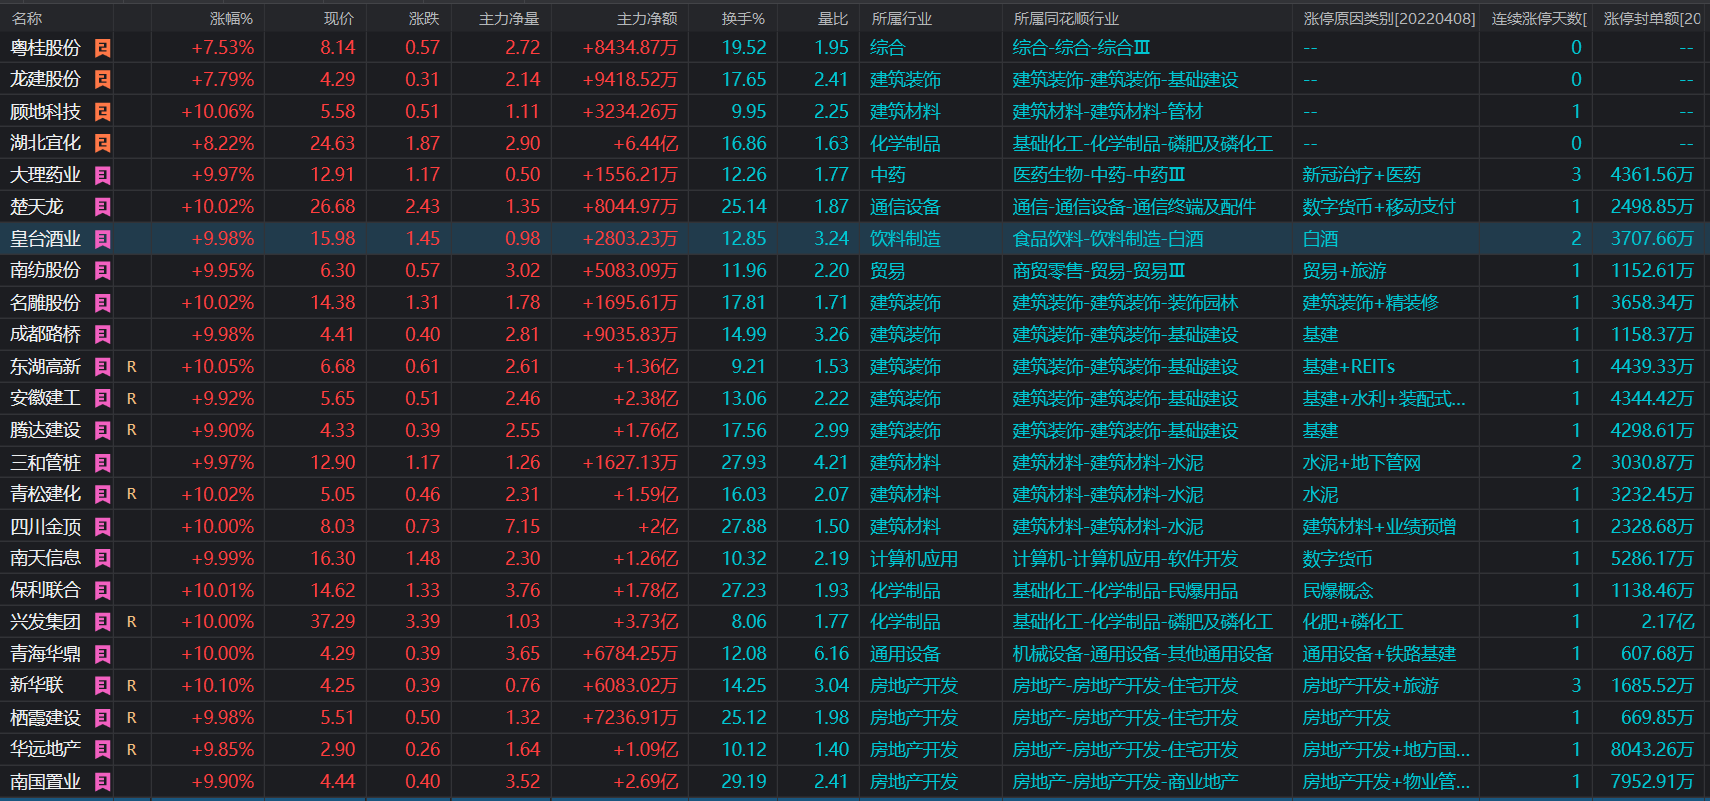 名称 涨幅% 现价 涨跌 主力净量 主力净额 换手% 量比 所属行业 所属同花顺行业 涨停原因类别[20220408] 连续涨停天数[ 涨停封单额[20
粤桂股份 2 +7.53% 8.14 0.57 2.72 +8434.87万 19.52 1.95 综合 综合-综合-综合Ⅲ -- 0 --
龙建股份 2 +7.79% 4.29 0.31 2.14 +9418.52万 17.65 2.41 建筑装饰 建筑装饰-建筑装饰-基础建设 -- 0 --
顾地科技 2 +10.06% 5.58 0.51 1.11 +3234.26万 9.95 2.25 建筑材料 建筑材料-建筑材料-管材 -- 1 --
湖北宜化 2 +8.22% 24.63 1.87 2.90 +6.44亿 16.86 1.63 化学制品 基础化工-化学制品-磷肥及磷化工 -- 0 --
大理药业 3 +9.97% 12.91 1.17 0.50 +1556.21万 12.26 1.77 中药 医药生物-中药-中药Ⅲ 新冠治疗+医药 3 4361.56万
楚天龙 3 +10.02% 26.68 2.43 1.35 +8044.97万 25.14 1.87 通信设备 通信-通信设备-通信终端及配件 数字货币+移动支付 1 2498.85万
皇台酒业 3 +9.98% 15.98 1.45 0.98 +2803.23万 12.85 3.24 饮料制造 食品饮料-饮料制造-白酒 白酒 2 3707.66万
南纺股份 3 +9.95% 6.30 0.57 3.02 +5083.09万 11.96 2.20 贸易 商贸零售-贸易-贸易Ⅲ 贸易+旅游 1 1152.61万
名雕股份 3 +10.02% 14.38 1.31 1.78 +1695.61万 17.81 1.71 建筑装饰 建筑装饰-建筑装饰-装饰园林 建筑装饰+精装修 1 3658.34万
成都路桥 3 +9.98% 4.41 0.40 2.81 +9035.83万 14.99 3.26 建筑装饰 建筑装饰-建筑装饰-基础建设 基建 1 1158.37万
东湖高新 3 R +10.05% 6.68 0.61 2.61 +1.36亿 9.21 1.53 建筑装饰 建筑装饰-建筑装饰-基础建设 基建+REITs 1 4439.33万
安徽建工 3 R +9.92% 5.65 0.51 2.46 +2.38亿 13.06 2.22 建筑装饰 建筑装饰-建筑装饰-基础建设 基建+水利+装配式... 1 4344.42万
腾达建设 3 R +9.90% 4.33 0.39 2.55 +1.76亿 17.56 2.99 建筑装饰 建筑装饰-建筑装饰-基础建设 基建 1 4298.61万
三和管桩 3 +9.97% 12.90 1.17 1.26 +1627.13万 27.93 4.21 建筑材料 建筑材料-建筑材料-水泥 水泥+地下管网 2 3030.87万
青松建化 3 R +10.02% 5.05 0.46 2.31 +1.59亿 16.03 2.07 建筑材料 建筑材料-建筑材料-水泥 水泥 1 3232.45万
四川金顶 3 +10.00% 8.03 0.73 7.15 +2亿 27.88 1.50 建筑材料 建筑材料-建筑材料-水泥 建筑材料+业绩预增 1 2328.68万
南天信息 3 +9.99% 16.30 1.48 2.30 +1.26亿 10.32 2.19 计算机应用 计算机-计算机应用-软件开发 数字货币 1 5286.17万
保利联合 3 +10.01% 14.62 1.33 3.76 +1.78亿 27.23 1.93 化学制品 基础化工-化学制品-民爆用品 民爆概念 1 1138.46万
兴发集团 3 R +10.00% 37.29 3.39 1.03 +3.73亿 8.06 1.77 化学制品 基础化工-化学制品-磷肥及磷化工 化肥+磷化工 1 2.17亿
青海华鼎 3 +10.00% 4.29 0.39 3.65 +6784.25万 12.08 6.16 通用设备 机械设备-通用设备-其他通用设备 通用设备+铁路基建 1 607.68万
新华联 3 R +10.10% 4.25 0.39 0.76 +6083.02万 14.25 3.04 房地产开发 房地产-房地产开发-住宅开发 房地产开发+旅游 3 1685.52万
栖霞建设 3 R +9.98% 5.51 0.50 1.32 +7236.91万 25.12 1.98 房地产开发 房地产-房地产开发-住宅开发 房地产开发 1 669.85万
华远地产 3 R +9.85% 2.90 0.26 1.64 +1.09亿 10.12 1.40 房地产开发 房地产-房地产开发-住宅开发 房地产开发+地方国... 1 8043.26万
南国置业 3 +9.90% 4.44 0.40 3.52 +2.69亿 29.19 2.41 房地产开发 房地产-房地产开发-商业地产 房地产开发+物业管... 1 7952.91万